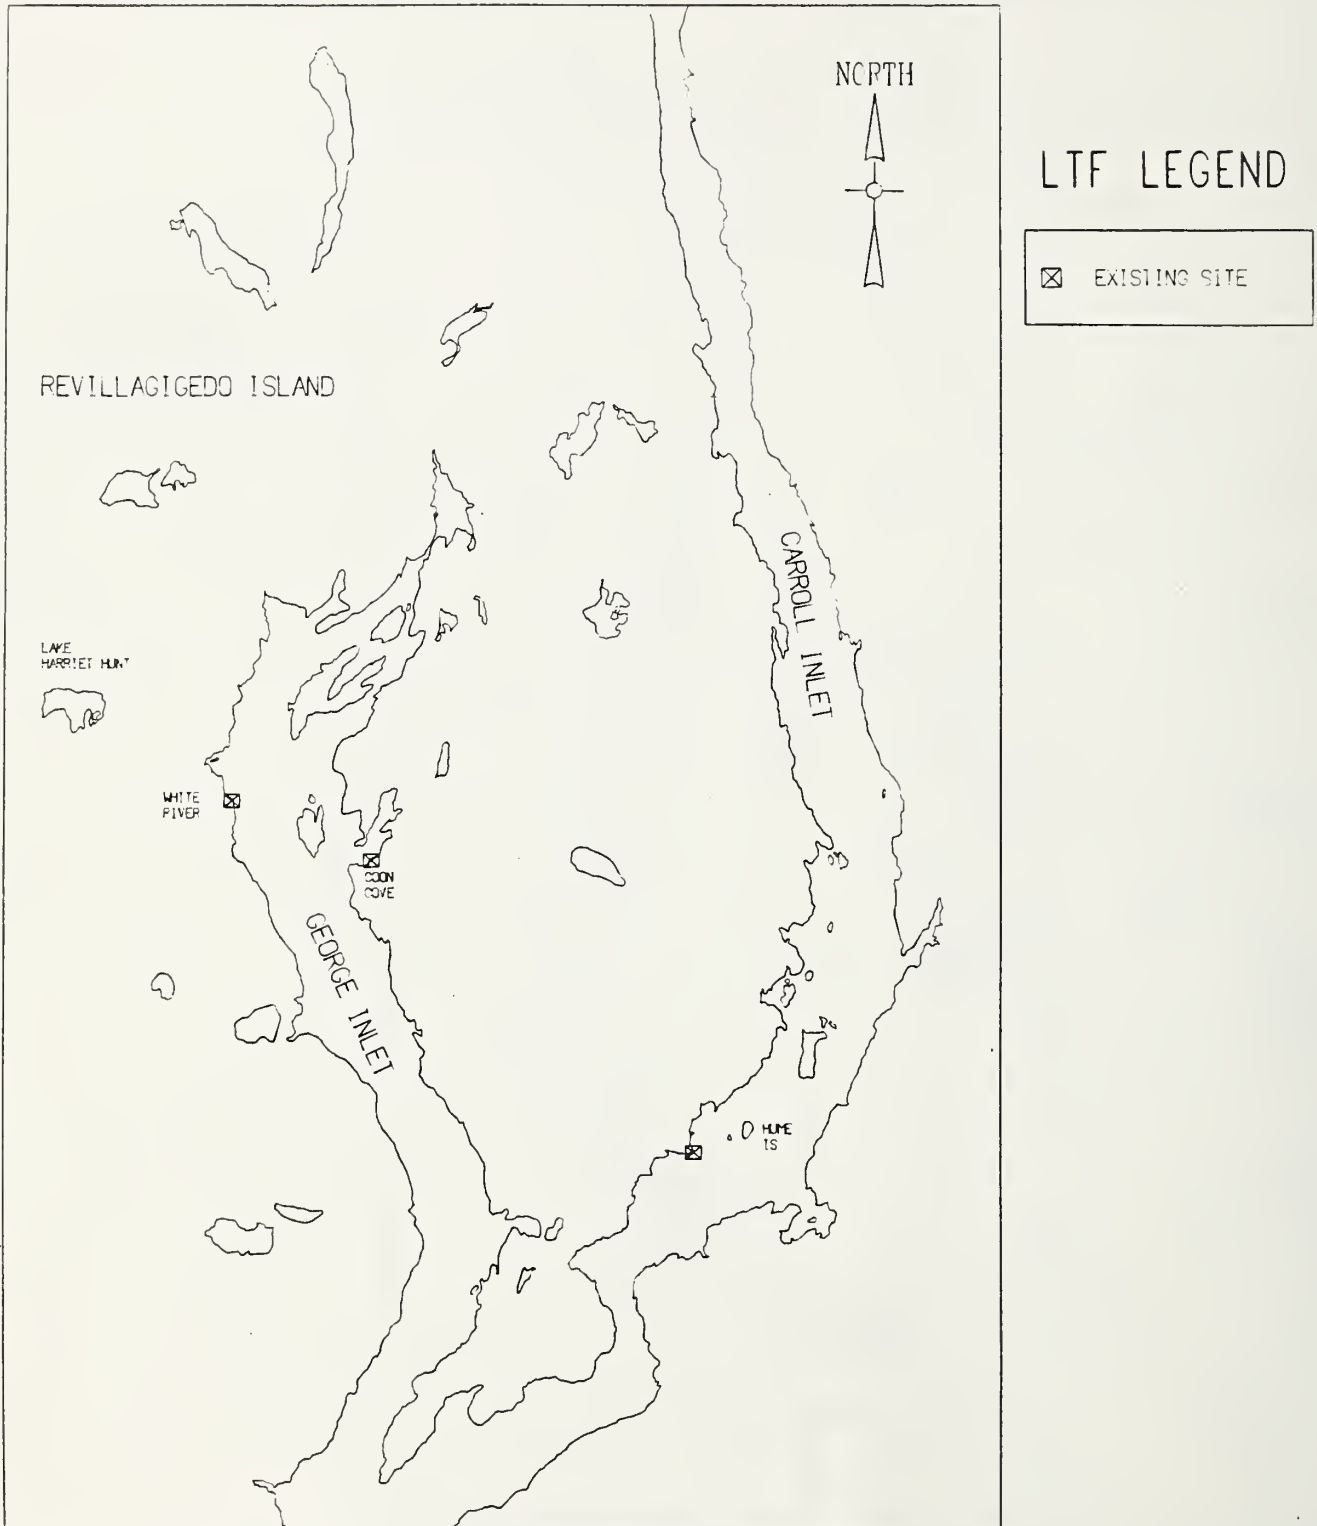 NORTH
LTF LEGEND
EXISTING SITE
REVILLAGIGEDO ISLAND
CARROLL INLET
LAKE
HARRIET HUNT
WHITE
RIVER
COON
COVE
GEORGE INLET
HUME
IS